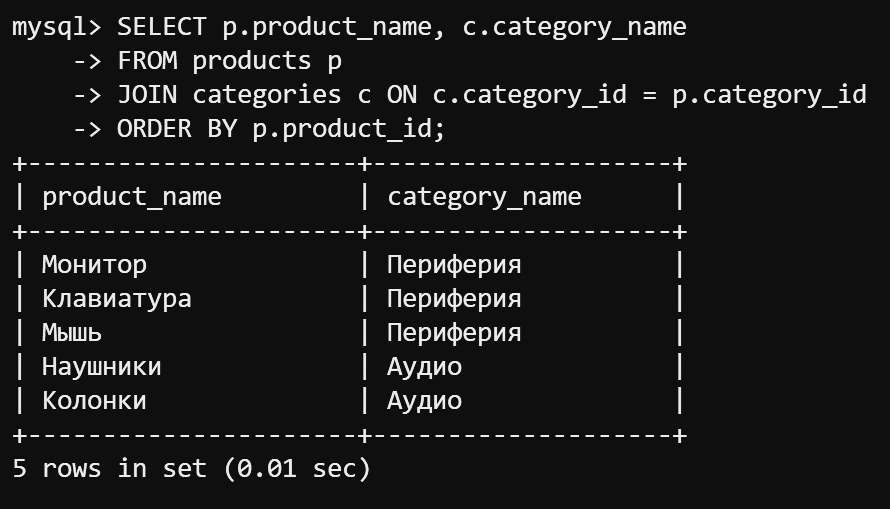 mysql> SELECT p.product_name, c.category_name
    -> FROM products p
    -> JOIN categories c ON c.category_id = p.category_id
    -> ORDER BY p.product_id;
+----------------------+--------------------+
| product_name         | category_name      |
+----------------------+--------------------+
| Монитор              | Периферия          |
| Клавиатура           | Периферия          |
| Мышь                 | Периферия          |
| Наушники             | Аудио              |
| Колонки              | Аудио              |
+----------------------+--------------------+
5 rows in set (0.01 sec)